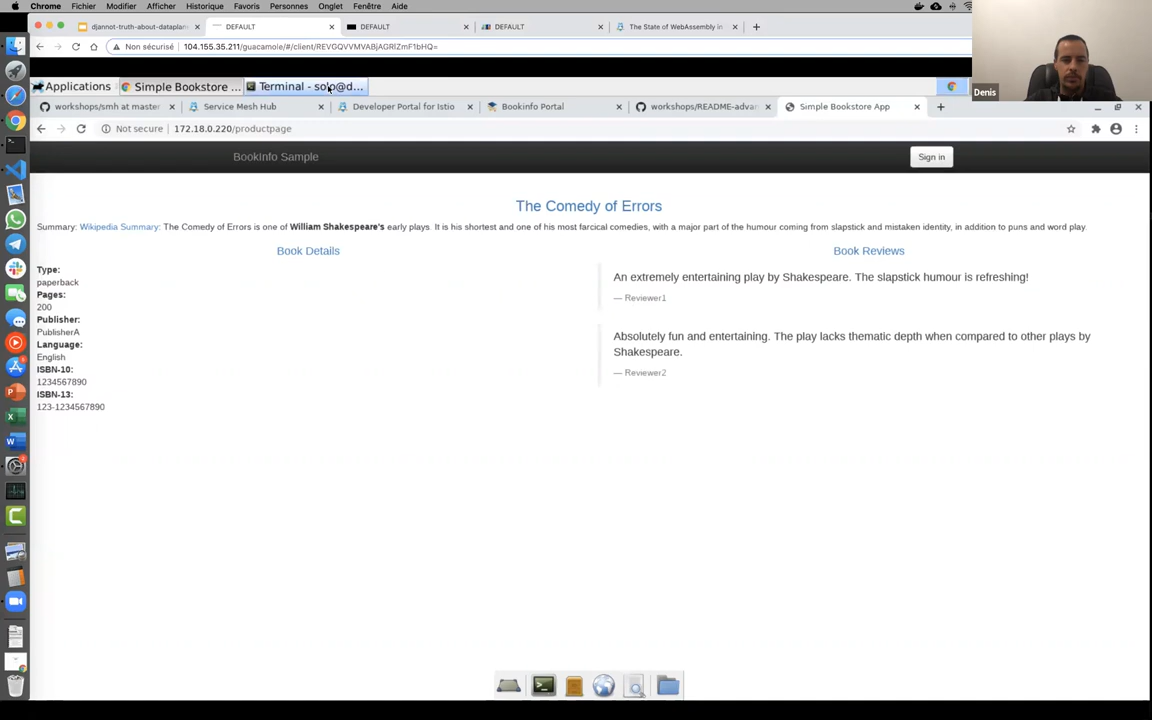 Chrome Fichier Modifier Afficher Historique Favoris Personnes Onglet Fenêtre Aide
djannot-truth-about-dataplan
DEFAULT
DEFAULT
DEFAULT
The State of WebAssembly in
Non sécurisé 104.155.35.211/guacamole/#/client/REVGQVVMVABjAGRlZmF1bHQ=
Denis
Applications
Simple Bookstore ...
Terminal - solo@d...
workshops/smh at master
Service Mesh Hub
Developer Portal for Istio
Bookinfo Portal
workshops/README-advan
Simple Bookstore App
Not secure 172.18.0.220/productpage
BookInfo Sample
Sign in
The Comedy of Errors
Summary: Wikipedia Summary: The Comedy of Errors is one of William Shakespeare's early plays. It is his shortest and one of his most farcical comedies, with a major part of the humour coming from slapstick and mistaken identity, in addition to puns and word play.
Book Details
Type:
paperback
Pages:
200
Publisher:
PublisherA
Language:
English
ISBN-10:
1234567890
ISBN-13:
123-1234567890
Book Reviews
An extremely entertaining play by Shakespeare. The slapstick humour is refreshing!
— Reviewer1
Absolutely fun and entertaining. The play lacks thematic depth when compared to other plays by
Shakespeare.
— Reviewer2